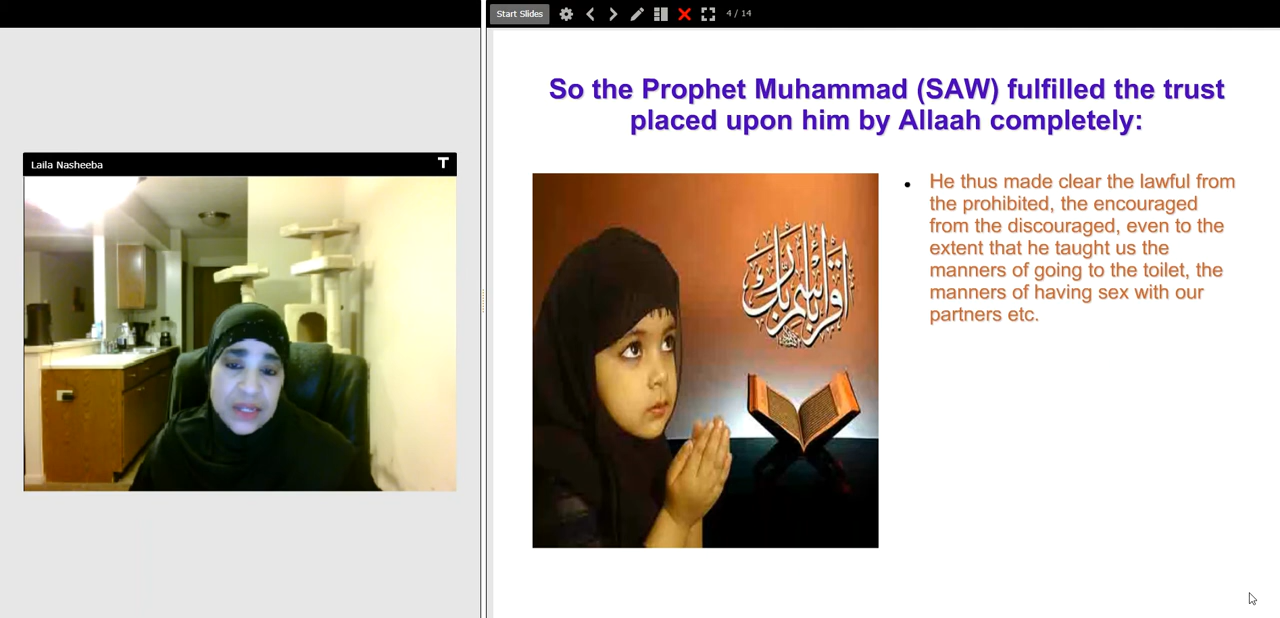 Start Slides
4 / 14
Laila Nasheeba
T
So the Prophet Muhammad (SAW) fulfilled the trust
placed upon him by Allaah completely:
اقرأ باسم ربك
• He thus made clear the lawful from
the prohibited, the encouraged
from the discouraged, even to the
extent that he taught us the
manners of going to the toilet, the
manners of having sex with our
partners etc.